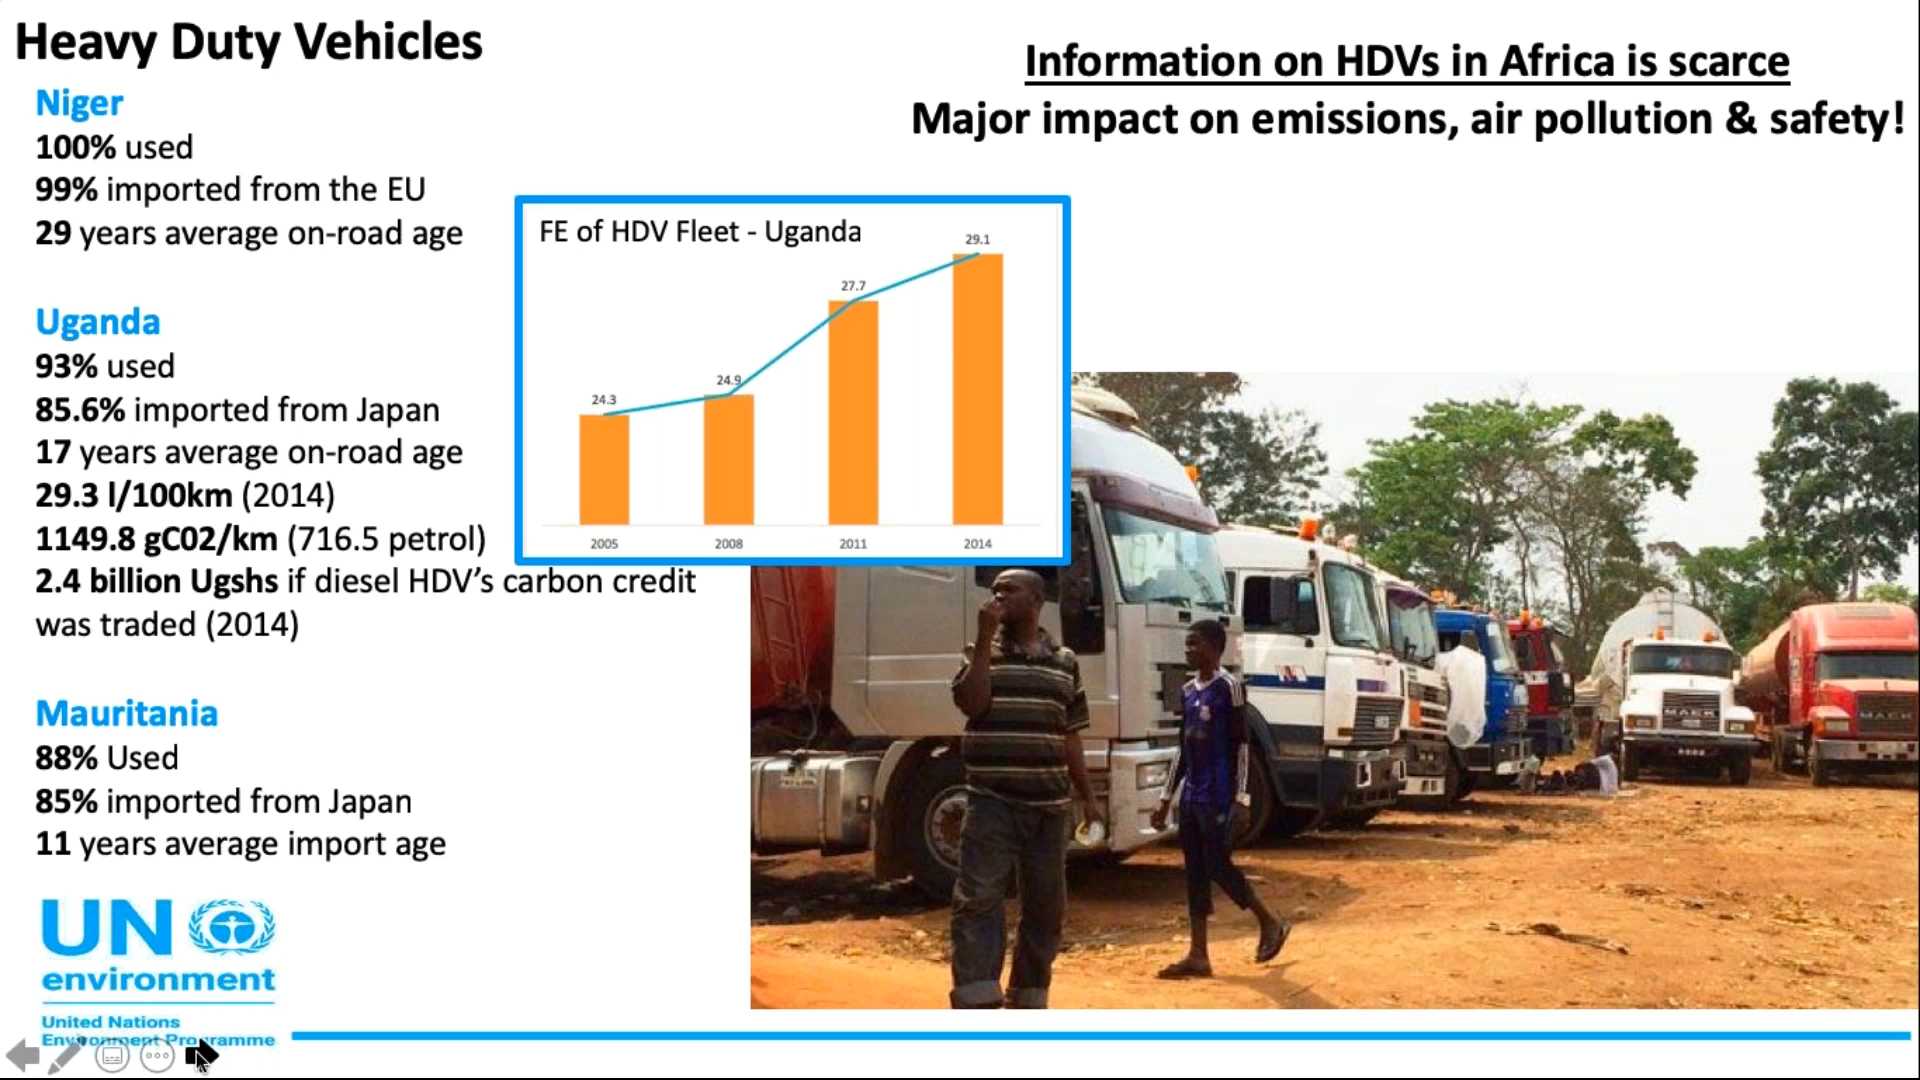 Heavy Duty Vehicles
Information on HDVs in Africa is scarce
Major impact on emissions, air pollution & safety!
Niger
100% used
99% imported from the EU
29 years average on-road age
Uganda
93% used
85.6% imported from Japan
17 years average on-road age
29.3 l/100km (2014)
1149.8 gC02/km (716.5 petrol)
2.4 billion Ugshs if diesel HDV’s carbon credit
was traded (2014)
Mauritania
88% Used
85% imported from Japan
11 years average import age
FE of HDV Fleet - Uganda
24.3
24.9
27.7
29.1
2005
2008
2011
2014
MACK
MACK
UN
environment
United Nations
Environment Programme